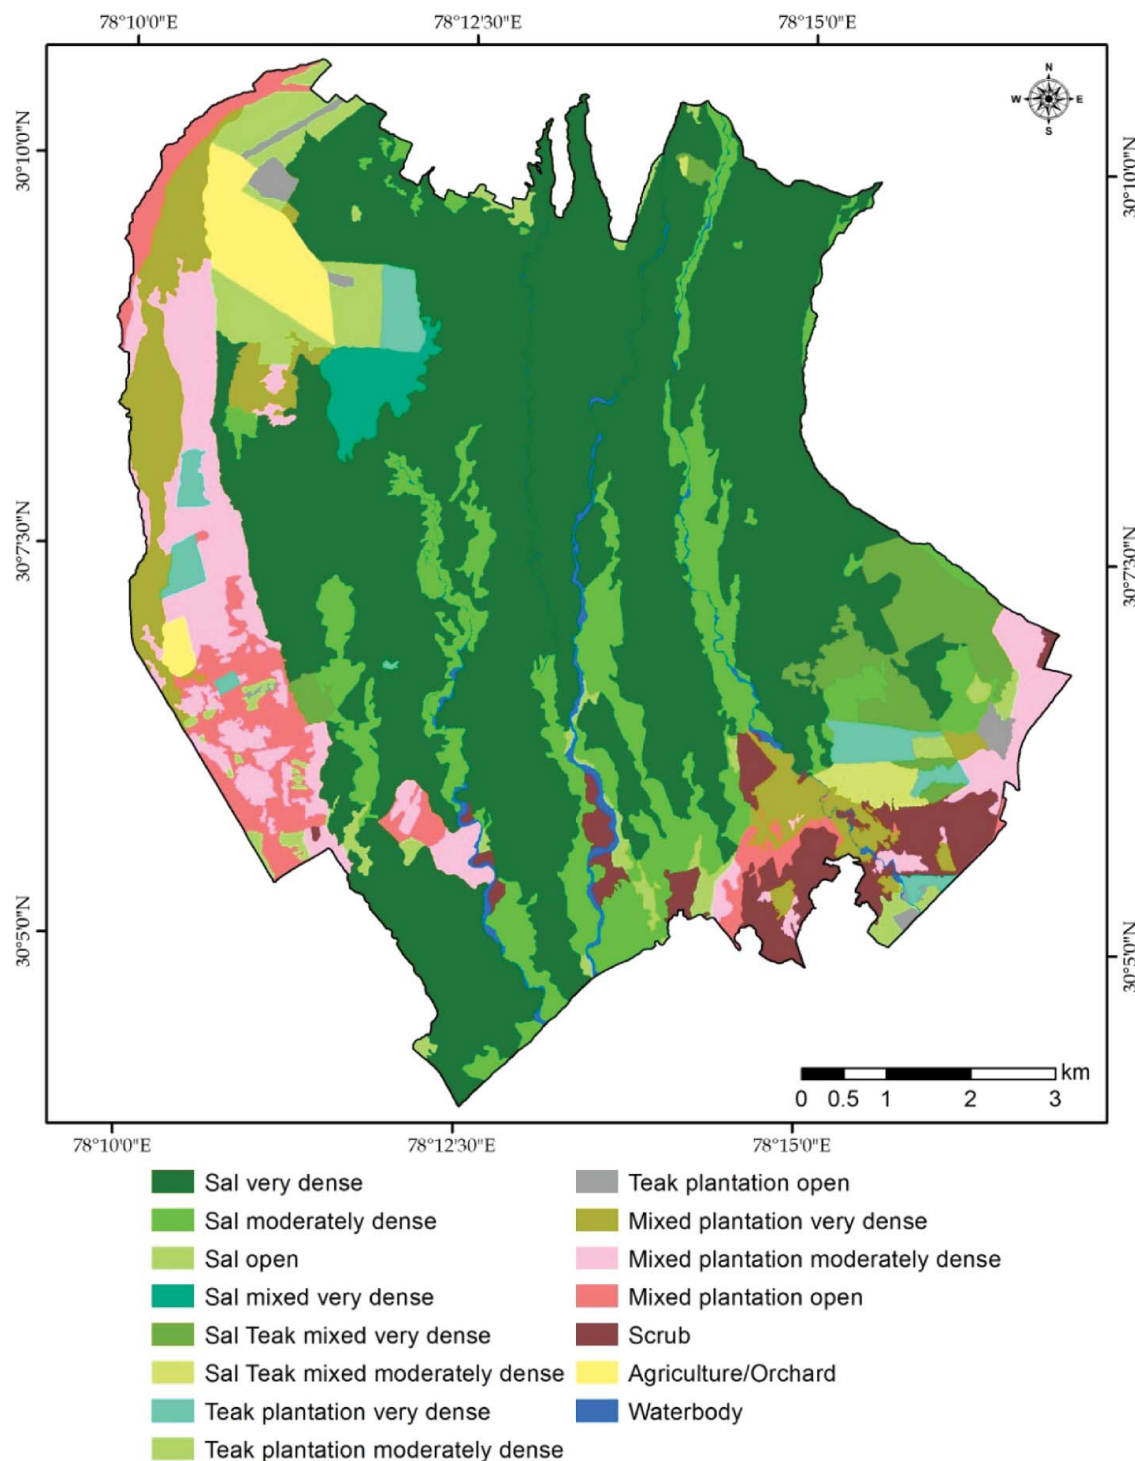 78°10'0"E 78°12'30"E 78°15'0"E
N
W E
S
30°10'0"N 30°10'0"N
30°7'30"N 30°7'30"N
30°5'0"N 30°5'0"N
km
0 0.5 1 2 3
78°10'0"E 78°12'30"E 78°15'0"E
Sal very dense
Sal moderately dense
Sal open
Sal mixed very dense
Sal Teak mixed very dense
Sal Teak mixed moderately dense
Teak plantation very dense
Teak plantation moderately dense
Teak plantation open
Mixed plantation very dense
Mixed plantation moderately dense
Mixed plantation open
Scrub
Agriculture/Orchard
Waterbody